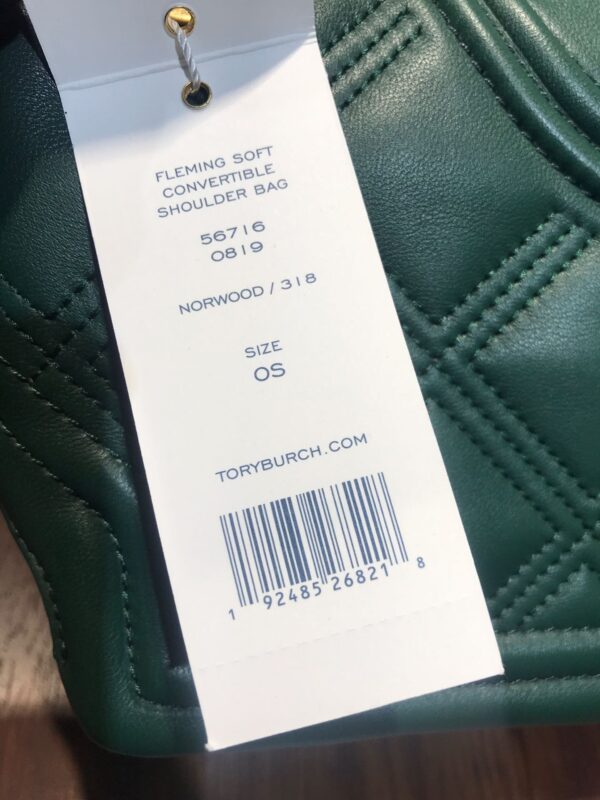 FLEMING SOFT
CONVERTIBLE
SHOULDER BAG
56716
0819
NORWOOD / 318
SIZE
OS
TORYBURCH.COM
1 92485 26821 8